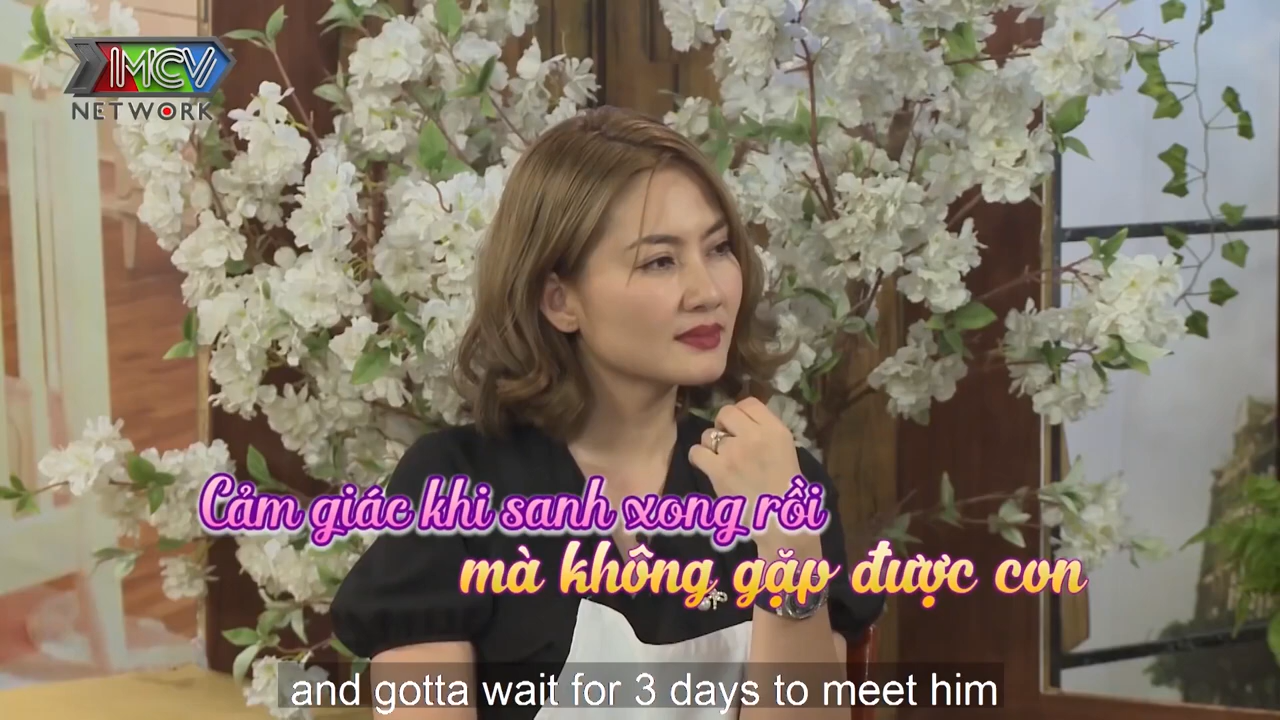 MCV
NETWORK
Cảm giác khi sanh xong rồi
mà không gặp được con
and gotta wait for 3 days to meet him